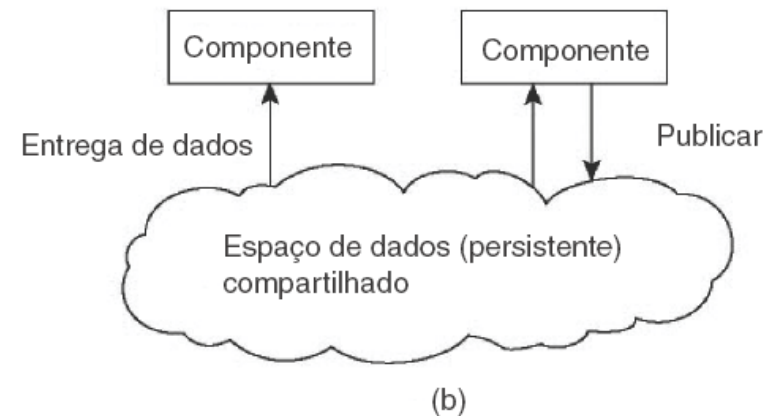 Componente
Componente
Entrega de dados
Publicar
Espaço de dados (persistente)
compartilhado
(b)